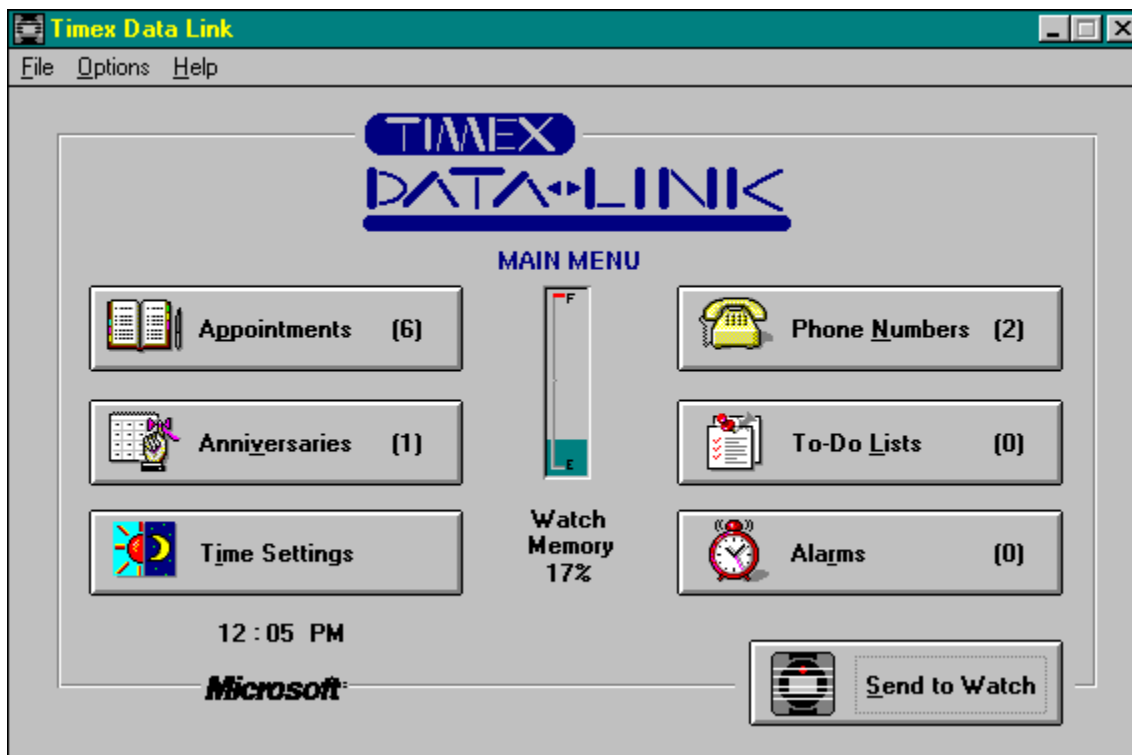 Timex Data Link
File Options Help
TIMEX
DATA LINK
MAIN MENU
Appointments (6)
F
Phone Numbers (2)
Anniversaries (1)
To-Do Lists (0)
E
Time Settings
Watch
Memory
17%
Alarms (0)
12:05 PM
Microsoft
Send to Watch